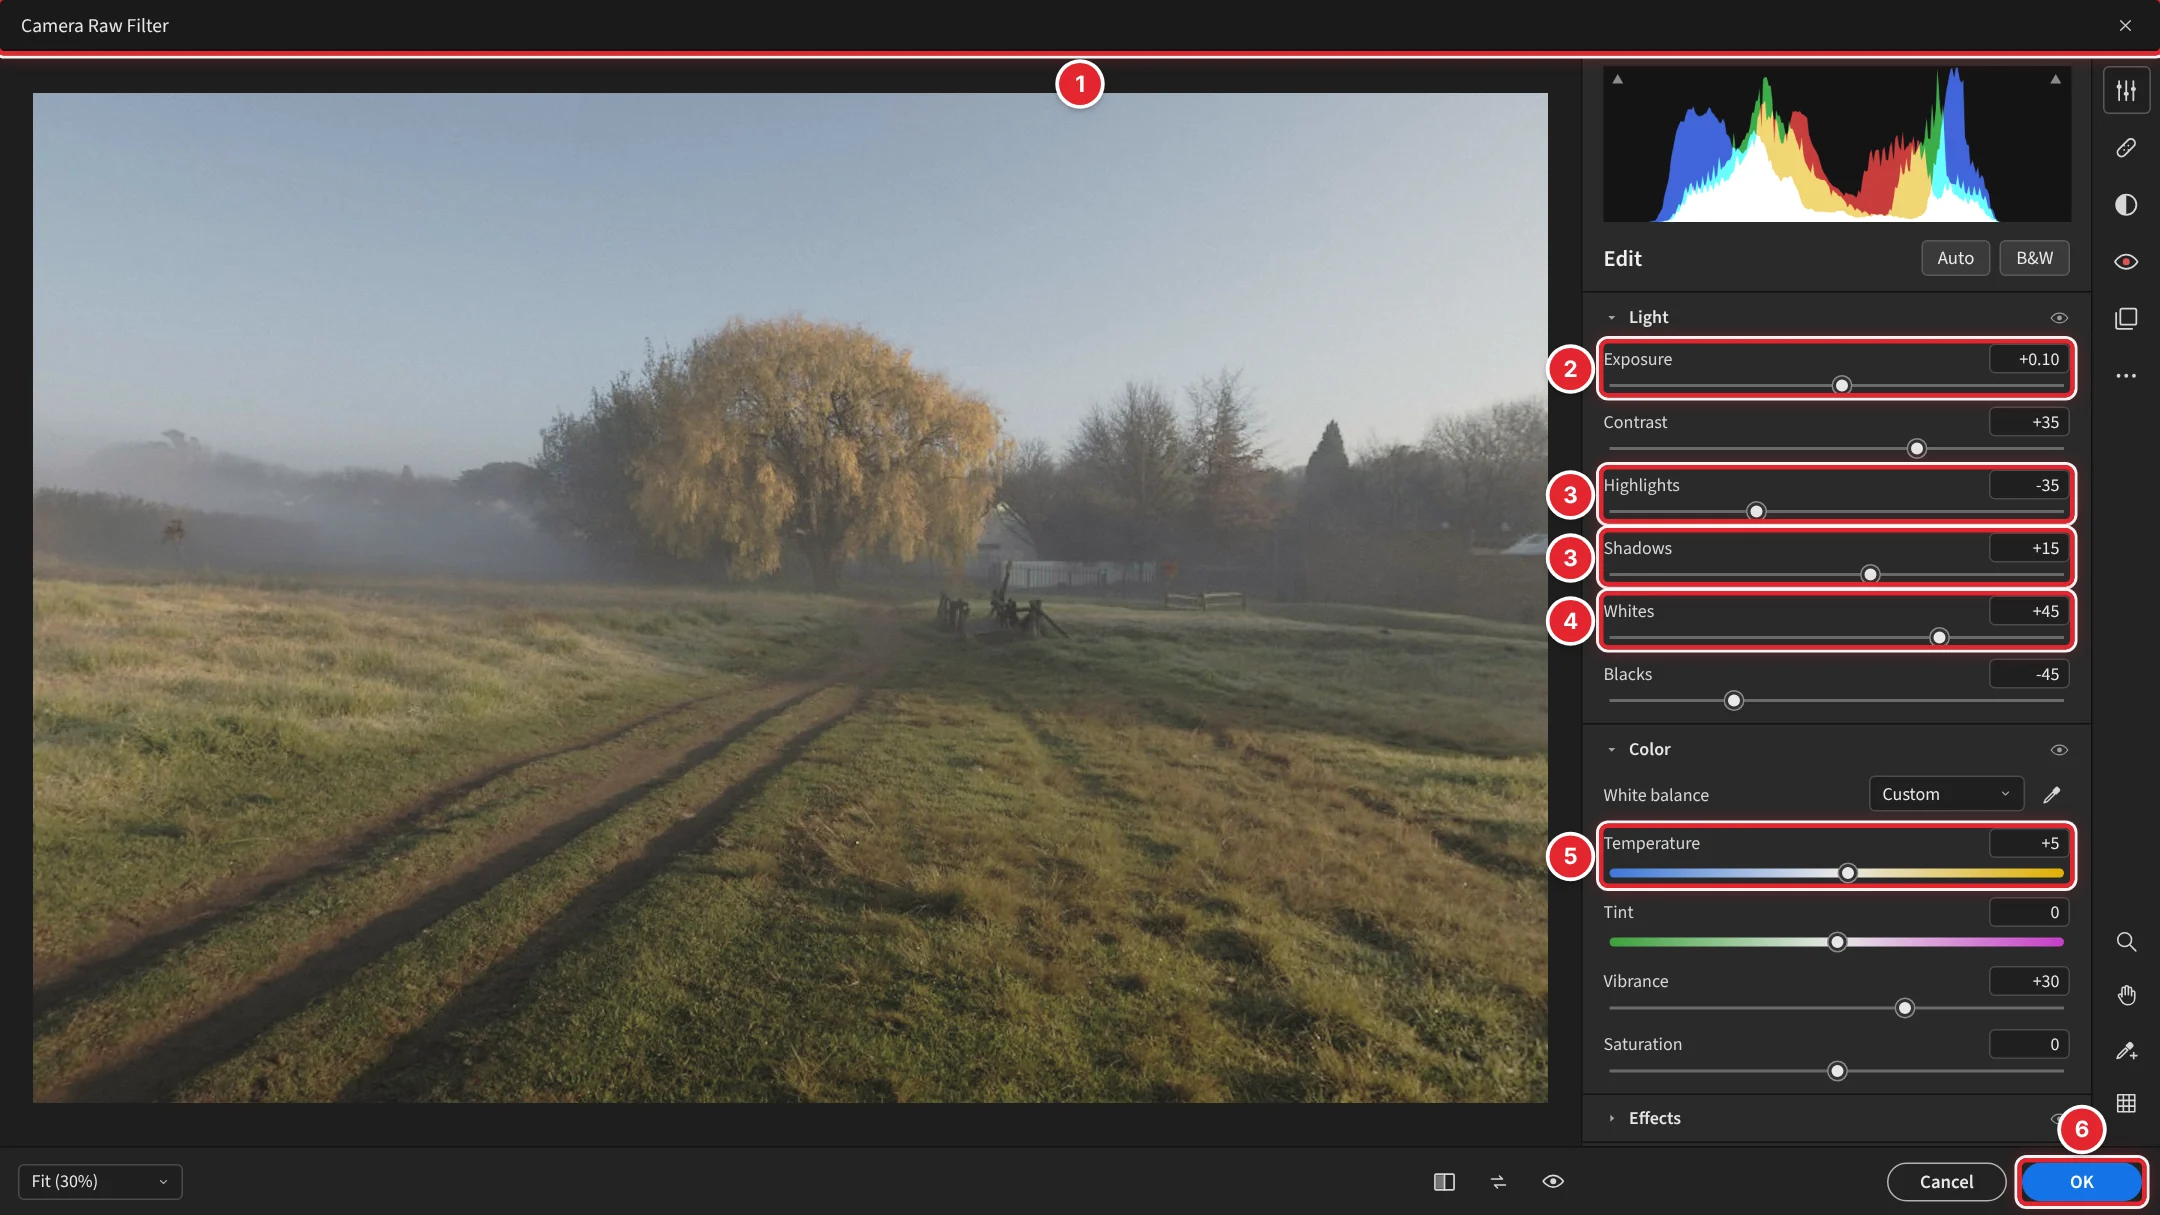 Camera Raw Filter
1
Edit
Auto
B&W
Light
2
Exposure
+0.10
Contrast
+35
3
Highlights
-35
3
Shadows
+15
4
Whites
+45
Blacks
-45
Color
White balance
Custom
5
Temperature
+5
Tint
0
Vibrance
+30
Saturation
0
Effects
6
Fit (30%)
Cancel
OK